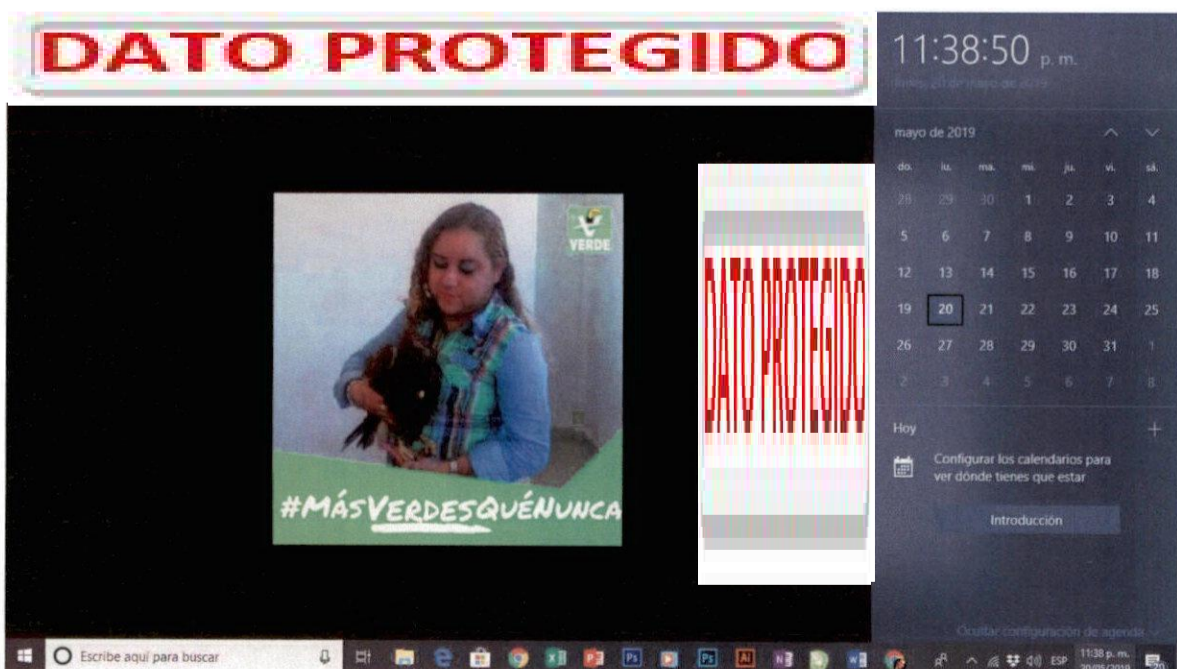 DATO PROTEGIDO
VERDE
#MÁSVERDESQUÉNUNCA
DATO PROTEGIDO
11:38:50 p. m.
mayo de 2019
do. lu. ma. mi. ju. vi. sá.
28 29 30 1 2 3 4
5 6 7 8 9 10 11
12 13 14 15 16 17 18
19 20 21 22 23 24 25
26 27 28 29 30 31 1
2 3 4 5 6 7 8
Hoy
Configurar los calendarios para
ver dónde tienes que estar
Introducción
Ocultar configuración de agenda
Escribe aquí para buscar
ESP
11:38 p. m.